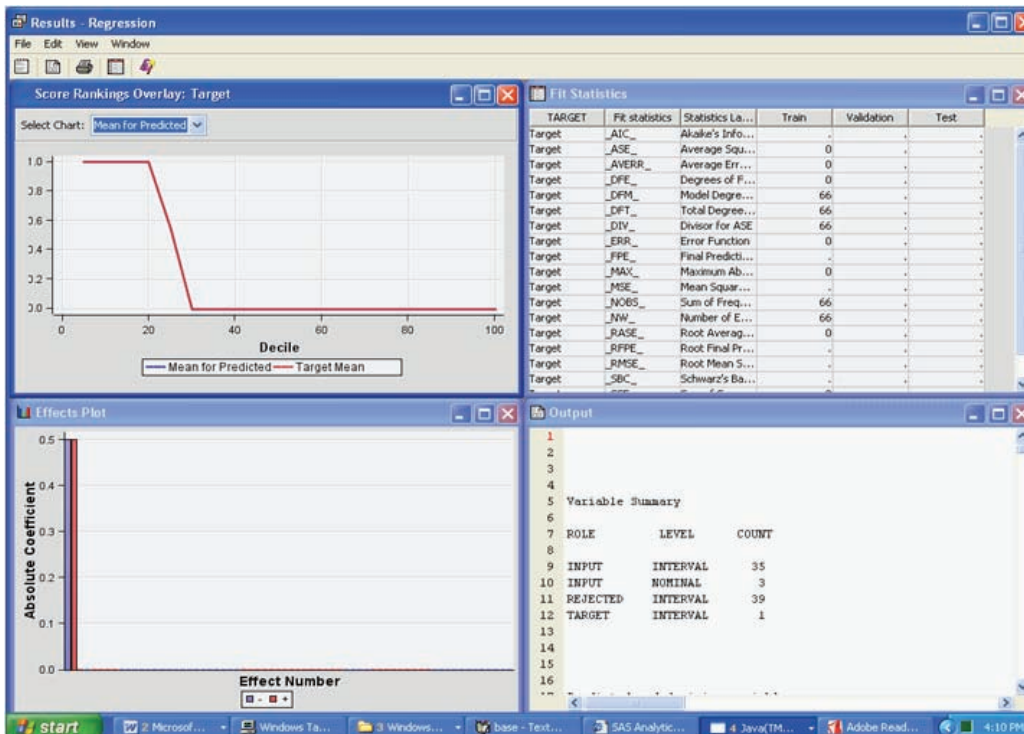 Results - Regression
File Edit View Window
Score Rankings Overlay: Target
Select Chart: Mean for Predicted
1.0
0.8
0.6
0.4
0.2
0.0
0 20 40 60 80 100
Decile
Mean for Predicted Target Mean
Fit Statistics
TARGET Fit statistics Statistics La... Train Validation Test
Target _AIC_ Akaike's Info... . . .
Target _ASE_ Average Squ... 0 . .
Target _AVERR_ Average Err... 0 . .
Target _DFE_ Degrees of F... 0 . .
Target _DFM_ Model Degre... 66 . .
Target _DFT_ Total Degree... 66 . .
Target _DIV_ Divisor for ASE 66 . .
Target _ERR_ Error Function 0 . .
Target _FPE_ Final Predicti... . . .
Target _MAX_ Maximum Ab... 0 . .
Target _MSE_ Mean Squar... . . .
Target _NOBS_ Sum of Freq... 66 . .
Target _NW_ Number of E... 66 . .
Target _RASE_ Root Averag... 0 . .
Target _RFPE_ Root Final Pr... . . .
Target _RMSE_ Root Mean S... . . .
Target _SBC_ Schwarz's Ba... . . .
Effects Plot
Absolute Coefficient
0.5
0.4
0.3
0.2
0.1
0.0
Effect Number
- +
Output
1
2
3
4
5 Variable Summary
6
7 ROLE LEVEL COUNT
8
9 INPUT INTERVAL 35
10 INPUT NOMINAL 3
11 REJECTED INTERVAL 39
12 TARGET INTERVAL 1
13
14
15
16
start 2 Microsof... Windows Ta... 3 Windows... base - Text... SAS Analytic... 4 Java(TM... Adobe Read... 4:10 PM